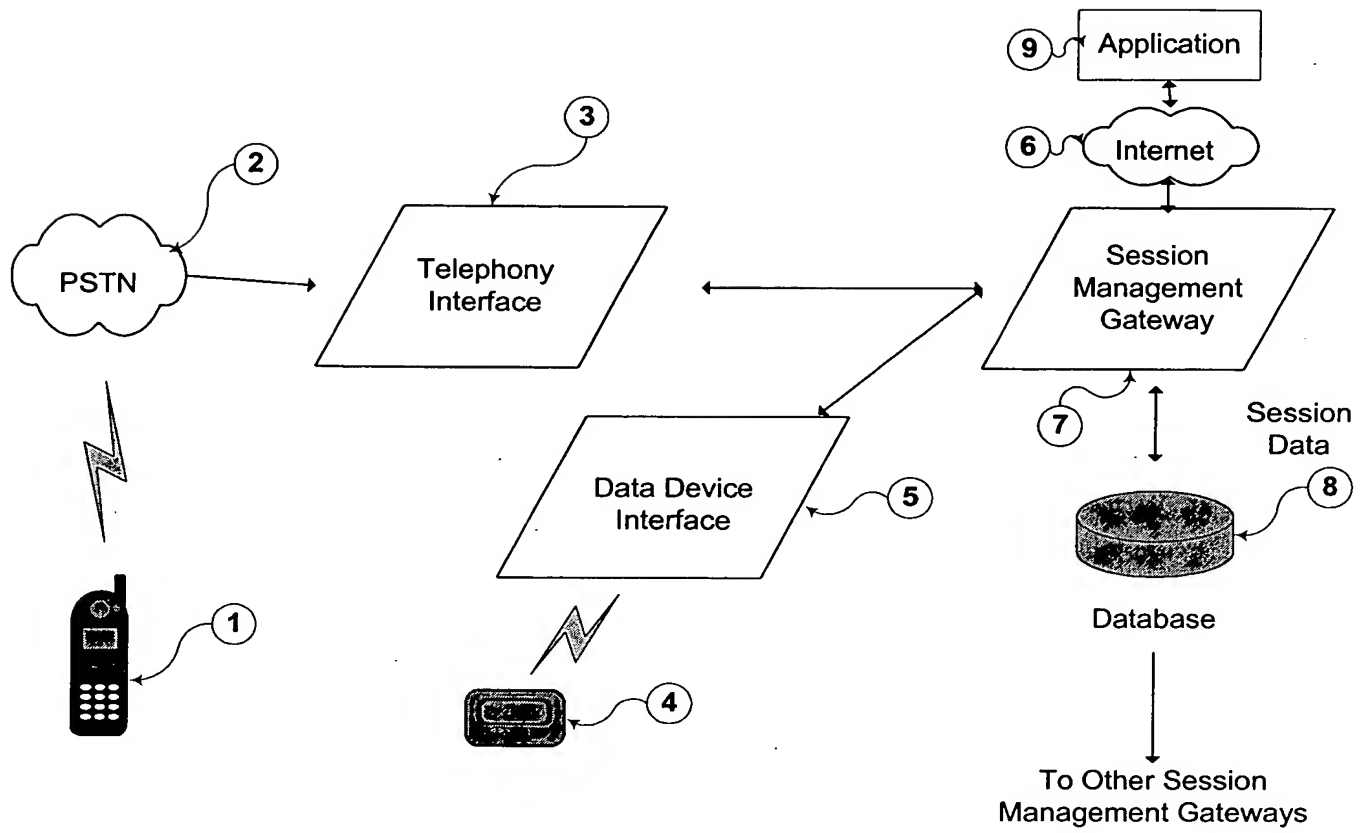 9
Application
3
6
Internet
2
PSTN
Telephony
Interface
Session
Management
Gateway
7
Session
Data
Data Device
Interface
5
8
Database
1
4
To Other Session
Management Gateways